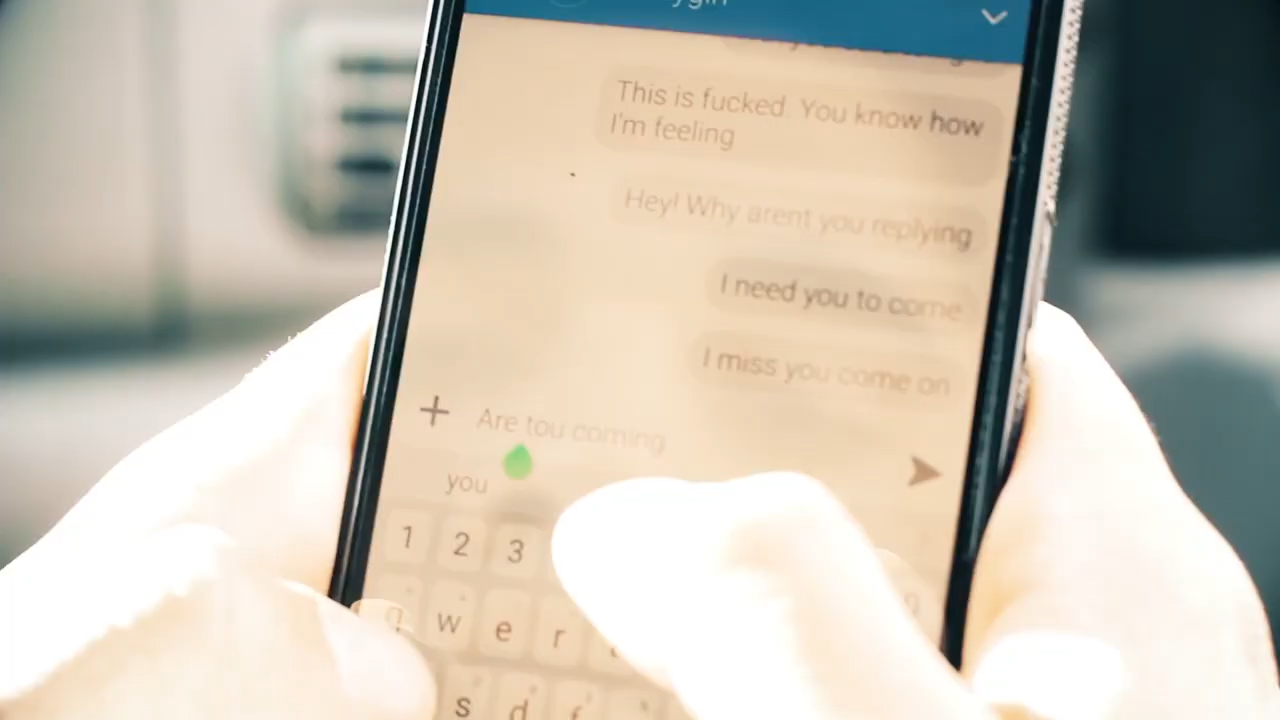 This is fucked. You know how
I'm feeling
Hey! Why arent you replying
I need you to come
I miss you come on
Are tou coming
you
1 2 3
q w e r
s d f